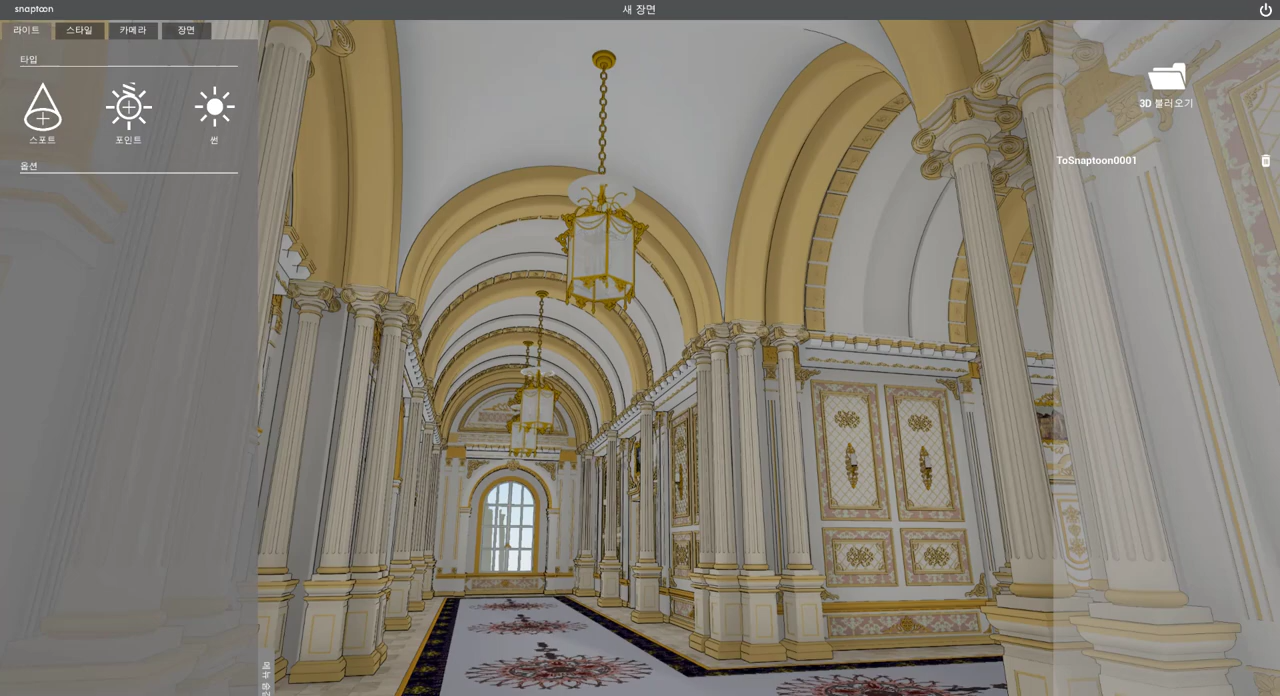 snaptoon
새 장면
라이트 스타일 카메라 장면
타입
스포트 포인트 썬
옵션
3D 불러오기
ToSnaptoon0001